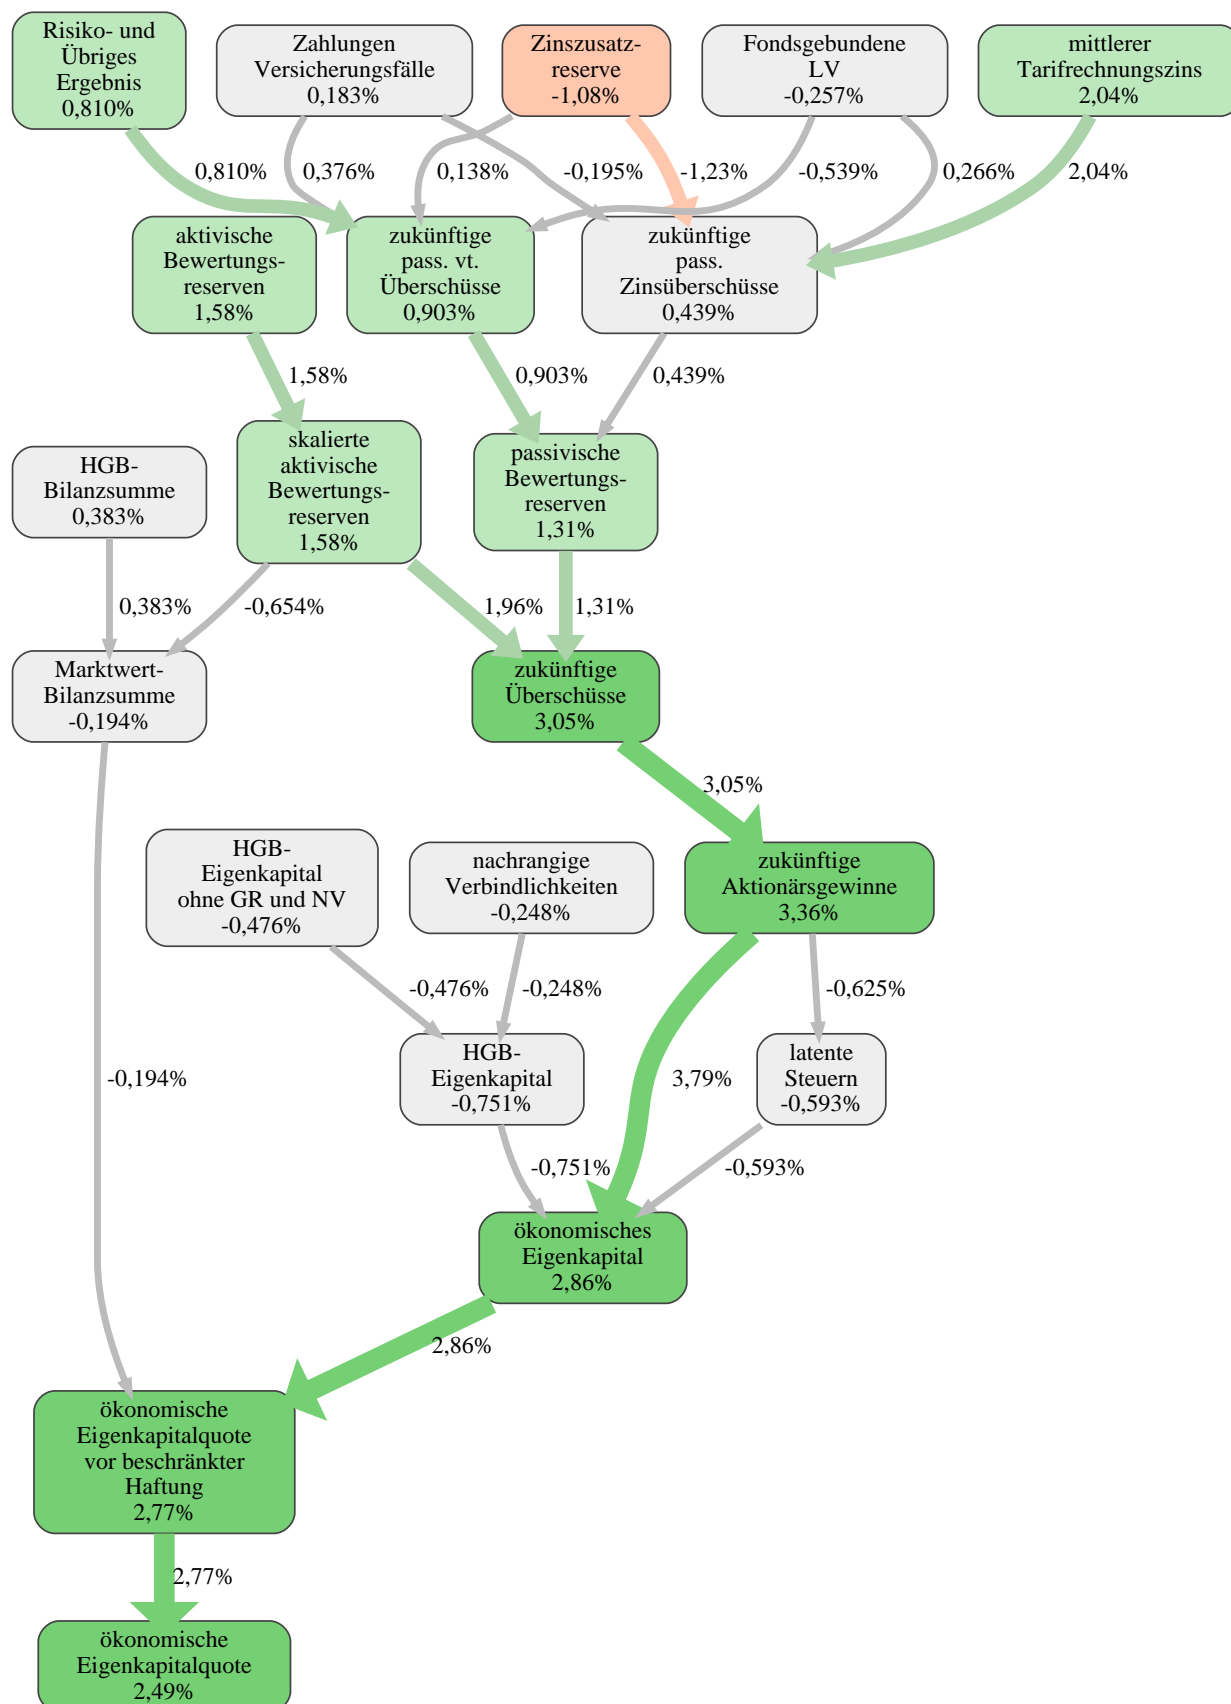 Risiko- und
Übriges
Ergebnis
0,810%
Zahlungen
Versicherungsfälle
0,183%
Zinszusatz-
reserve
-1,08%
Fondsgebundene
LV
-0,257%
mittlerer
Tarifrechnungszins
2,04%
0,810%
0,376%
0,138%
-0,195%
-1,23%
-0,539%
0,266%
2,04%
aktivische
Bewertungs-
reserven
1,58%
zukünftige
pass. vt.
Überschüsse
0,903%
zukünftige
pass.
Zinsüberschüsse
0,439%
1,58%
0,903%
0,439%
HGB-
Bilanzsumme
0,383%
skalierte
aktivische
Bewertungs-
reserven
1,58%
passivische
Bewertungs-
reserven
1,31%
0,383%
-0,654%
1,96%
1,31%
Marktwert-
Bilanzsumme
-0,194%
zukünftige
Überschüsse
3,05%
3,05%
HGB-
Eigenkapital
ohne GR und NV
-0,476%
nachrangige
Verbindlichkeiten
-0,248%
zukünftige
Aktionärsgewinne
3,36%
-0,476%
-0,248%
-0,625%
-0,194%
HGB-
Eigenkapital
-0,751%
3,79%
latente
Steuern
-0,593%
-0,751%
-0,593%
ökonomisches
Eigenkapital
2,86%
2,86%
ökonomische
Eigenkapitalquote
vor beschränkter
Haftung
2,77%
2,77%
ökonomische
Eigenkapitalquote
2,49%